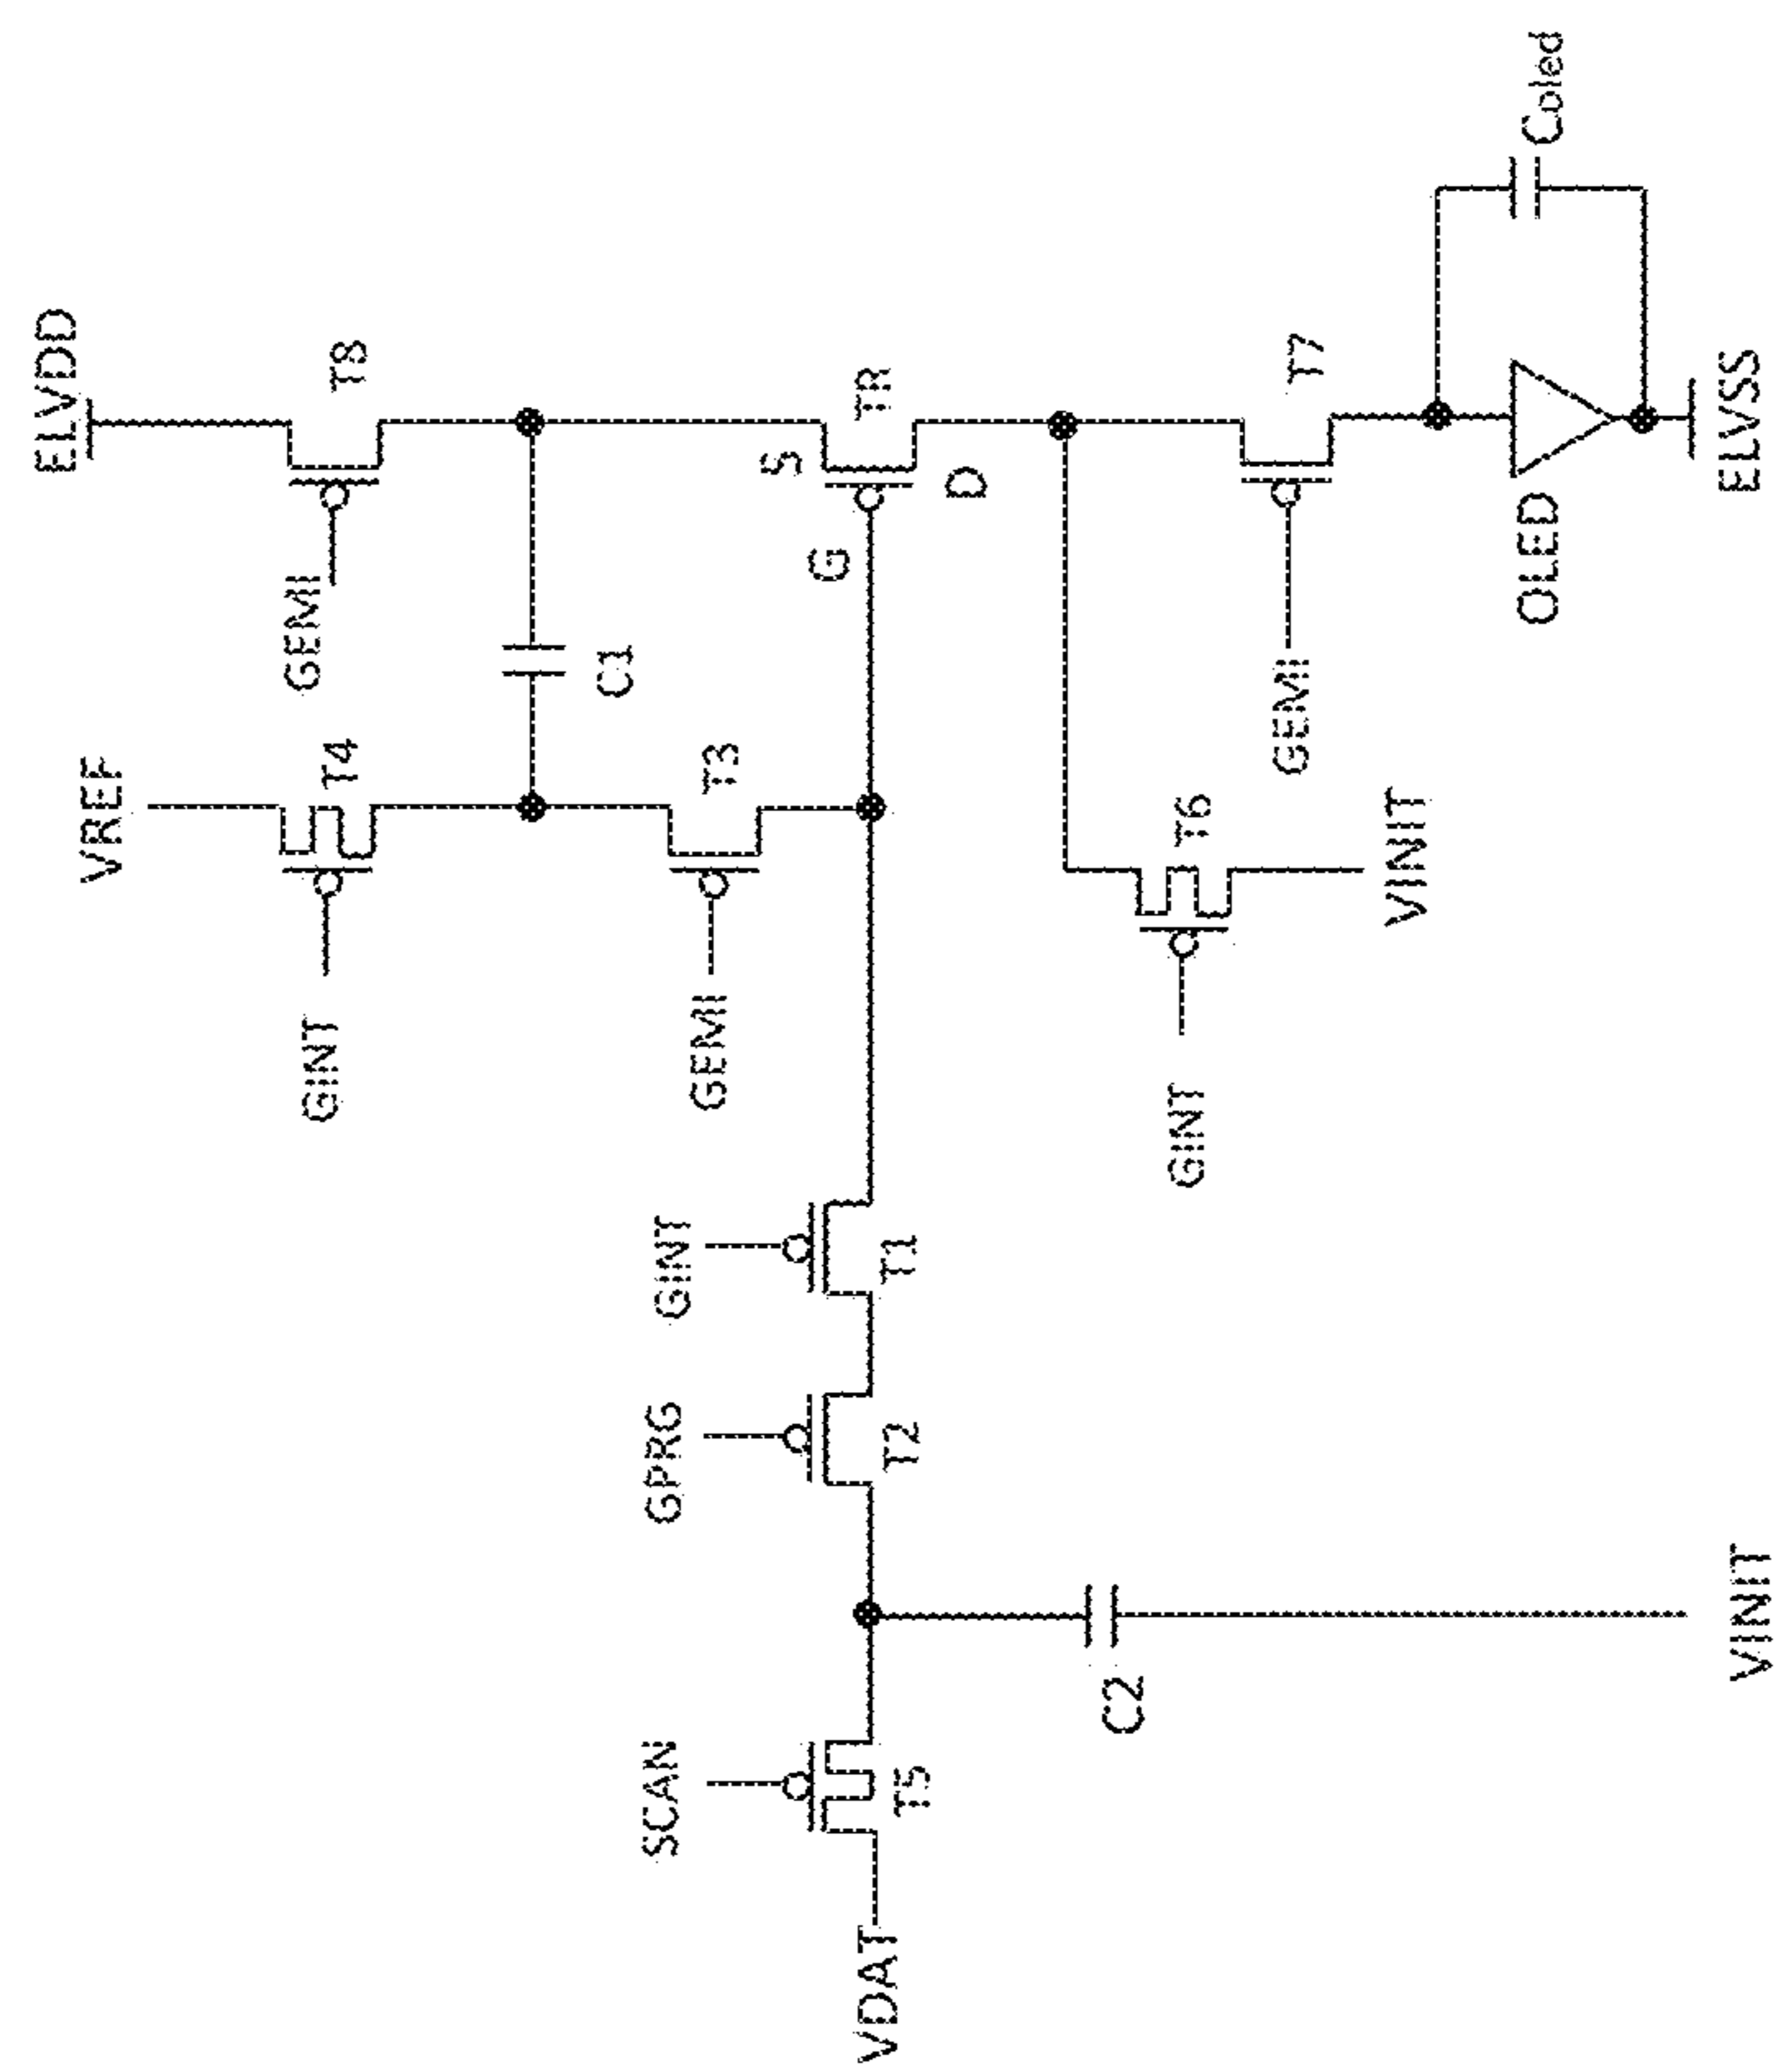 ELVDD
T8
GEMI
VREF
T4
GINT
C1
T3
GEMI
S
TR
G
D
GINT
T1
GPRG
T2
SCAN
T5
VDAT
C2
VINIT
GINT
T6
VINIT
T7
GEMI
Coled
OLED
ELVSS